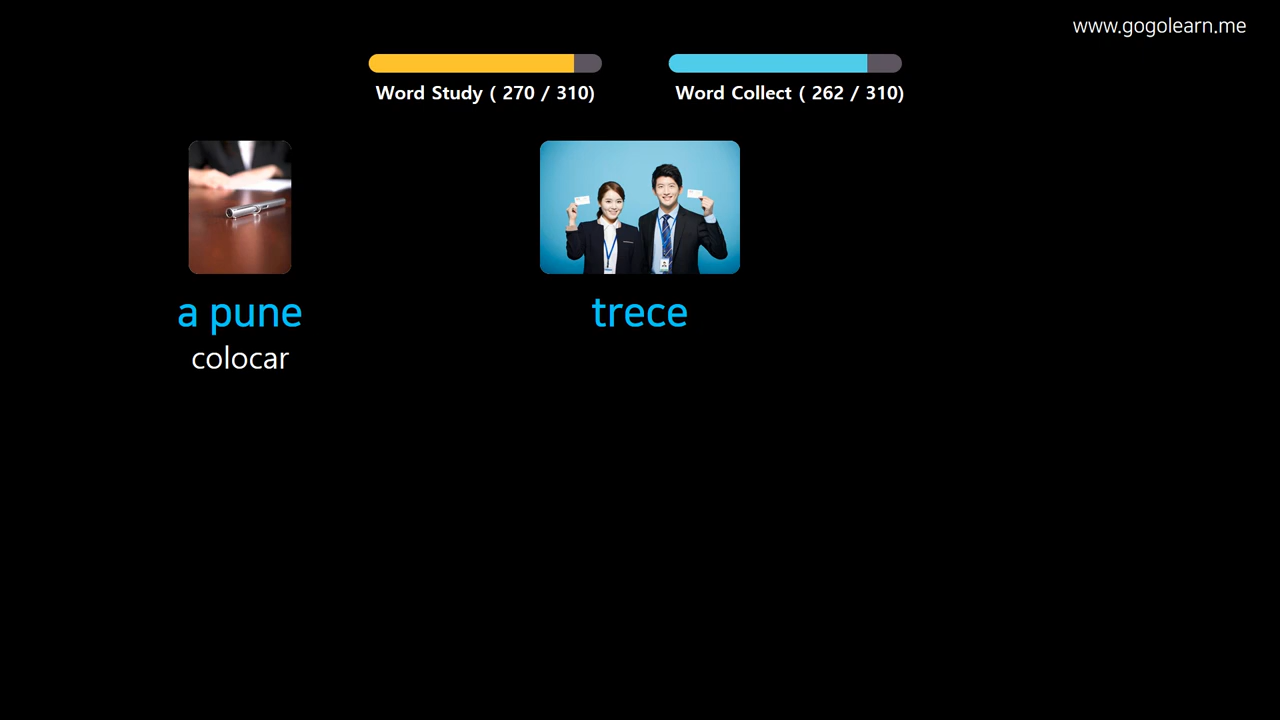 www.gogolearn.me
Word Study ( 270 / 310)
Word Collect ( 262 / 310)
a pune
colocar
trece